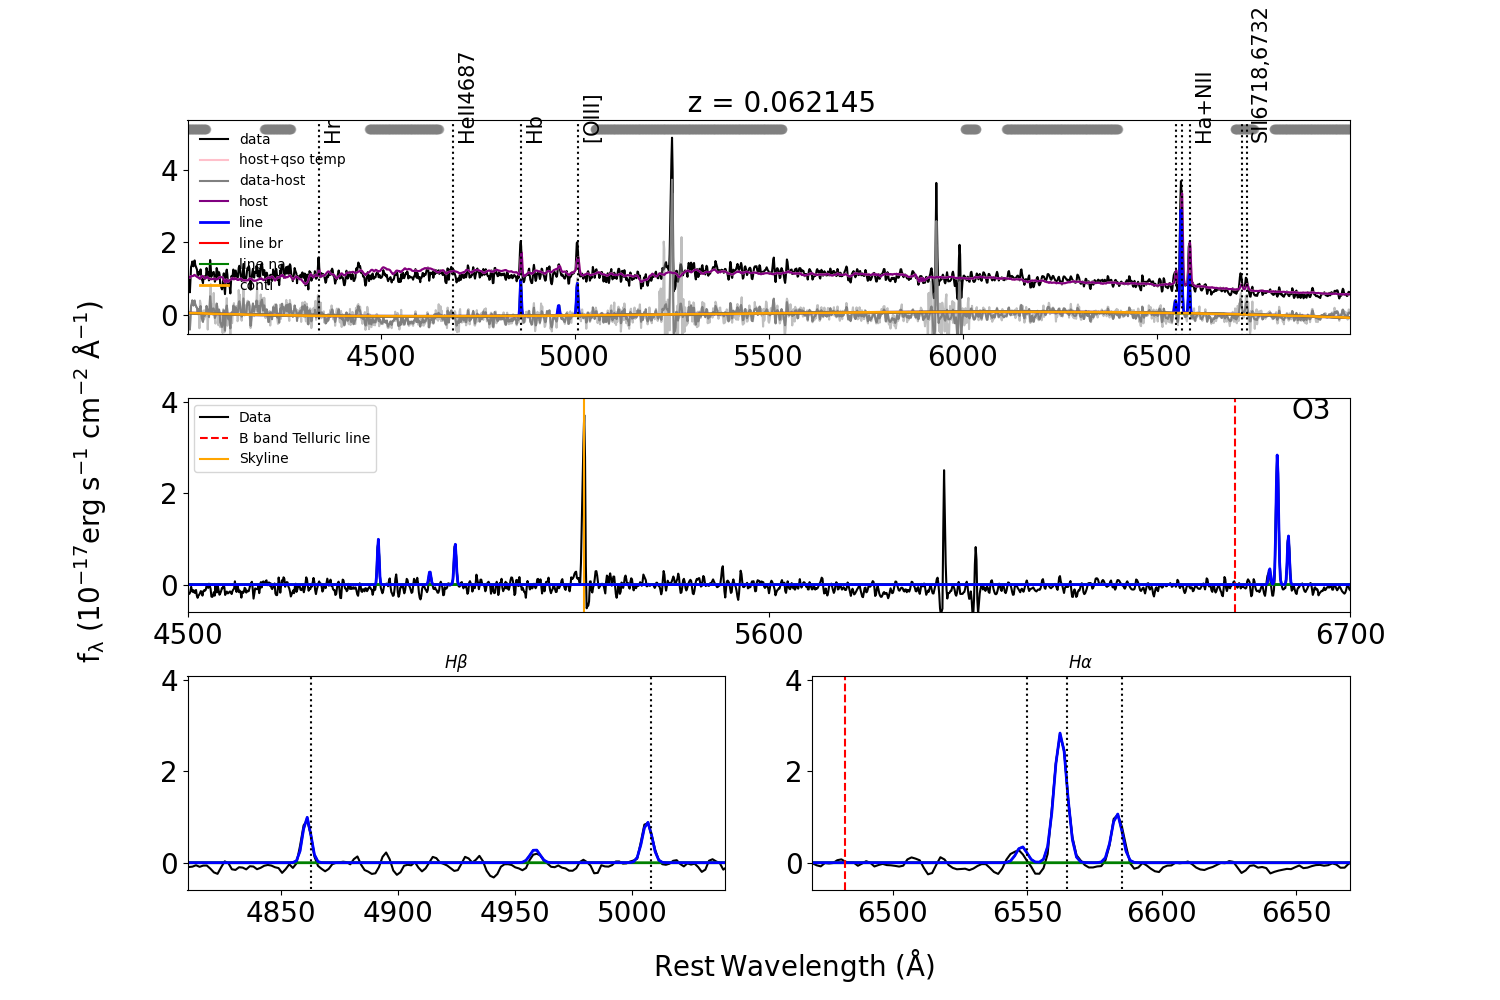 z = 0.062145
Hr
HeII4687
Hb
[OIII]
Ha+NII
SII6718,6732
data
host+qso temp
data-host
host
line
line br
line na
conti
4
2
0
4500
5000
5500
6000
6500
O3
Data
B band Telluric line
Skyline
4
2
0
4500
5600
6700
fλ (10⁻¹⁷erg s⁻¹ cm⁻² Å⁻¹)
Hβ
4
2
0
4850
4900
4950
5000
Hα
4
2
0
6500
6550
6600
6650
Rest Wavelength (Å)